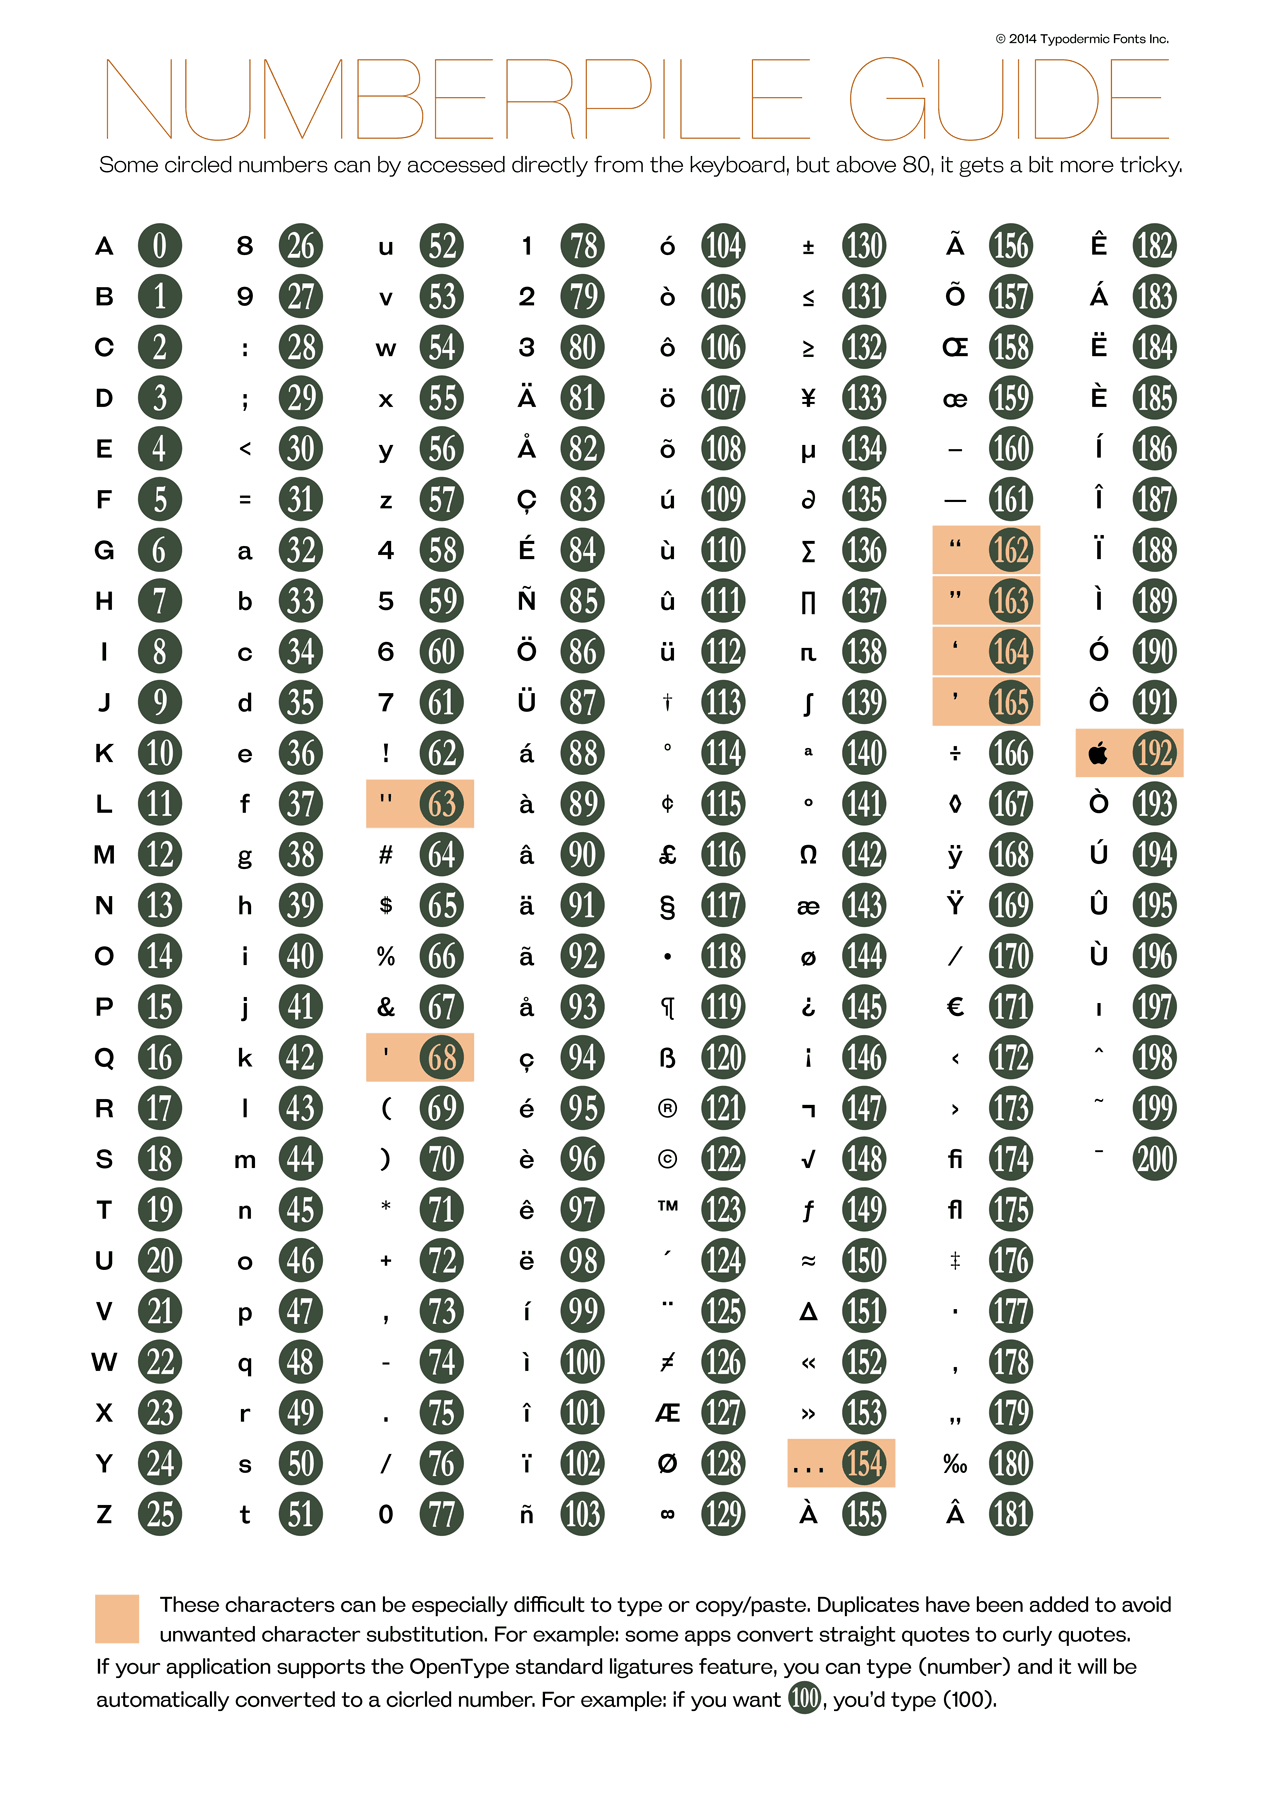 © 2014 Typodermic Fonts Inc.
NUMBERPILE GUIDE
Some circled numbers can by accessed directly from the keyboard, but above 80, it gets a bit more tricky.
A 0 8 26 u 52 1 78 ó 104 ± 130 Ã 156 Ê 182
B 1 9 27 v 53 2 79 ò 105 ≤ 131 Õ 157 Á 183
C 2 : 28 w 54 3 80 ô 106 ≥ 132 Œ 158 Ë 184
D 3 ; 29 x 55 Ä 81 ö 107 ¥ 133 œ 159 È 185
E 4 < 30 y 56 Å 82 õ 108 µ 134 – 160 Í 186
F 5 = 31 z 57 Ç 83 ú 109 ∂ 135 — 161 Î 187
G 6 a 32 4 58 É 84 ù 110 ∑ 136 “ 162 Ï 188
H 7 b 33 5 59 Ñ 85 û 111 ∏ 137 ” 163 Ì 189
I 8 c 34 6 60 Ö 86 ü 112 π 138 ‘ 164 Ó 190
J 9 d 35 7 61 Ü 87 † 113 ∫ 139 ’ 165 Ô 191
K 10 e 36 ! 62 á 88 ° 114 ª 140 ÷ 166  192
L 11 f 37 " 63 à 89 ¢ 115 º 141 ◊ 167 Ò 193
M 12 g 38 # 64 â 90 £ 116 Ω 142 ÿ 168 Ú 194
N 13 h 39 $ 65 ä 91 § 117 æ 143 Ÿ 169 Û 195
O 14 i 40 % 66 ã 92 • 118 ø 144 ⁄ 170 Ù 196
P 15 j 41 & 67 å 93 ¶ 119 ¿ 145 € 171 ı 197
Q 16 k 42 ' 68 ç 94 ß 120 ¡ 146 ‹ 172 ˆ 198
R 17 l 43 ( 69 é 95 ® 121 ¬ 147 › 173 ˜ 199
S 18 m 44 ) 70 è 96 © 122 √ 148 ﬁ 174 ¯ 200
T 19 n 45 * 71 ê 97 ™ 123 ƒ 149 ﬂ 175
U 20 o 46 + 72 ë 98 ´ 124 ≈ 150 ‡ 176
V 21 p 47 , 73 í 99 ¨ 125 ∆ 151 · 177
W 22 q 48 - 74 ì 100 ≠ 126 « 152 ‚ 178
X 23 r 49 . 75 î 101 Æ 127 » 153 „ 179
Y 24 s 50 / 76 ï 102 Ø 128 … 154 ‰ 180
Z 25 t 51 0 77 ñ 103 ∞ 129 À 155 Â 181
These characters can be especially difficult to type or copy/paste. Duplicates have been added to avoid
unwanted character substitution. For example: some apps convert straight quotes to curly quotes.
If your application supports the OpenType standard ligatures feature, you can type (number) and it will be
automatically converted to a cicrled number. For example: if you want 100, you’d type (100).